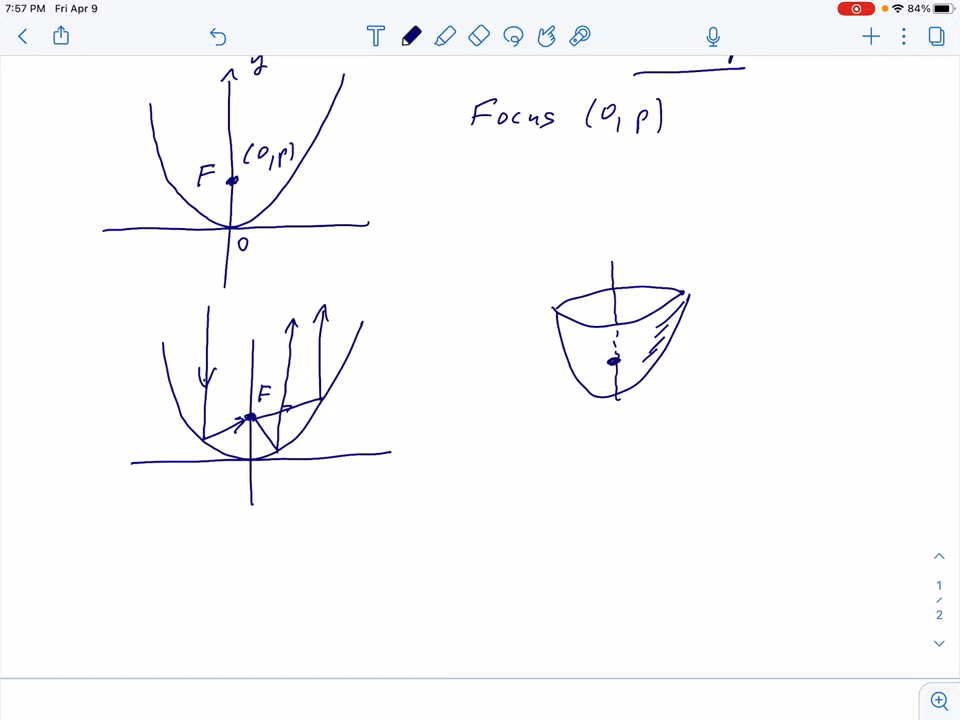 7:57 PM Fri Apr 9
84%
T
y
Focus (0, p)
(0, p)
F
0
F
1
/
2